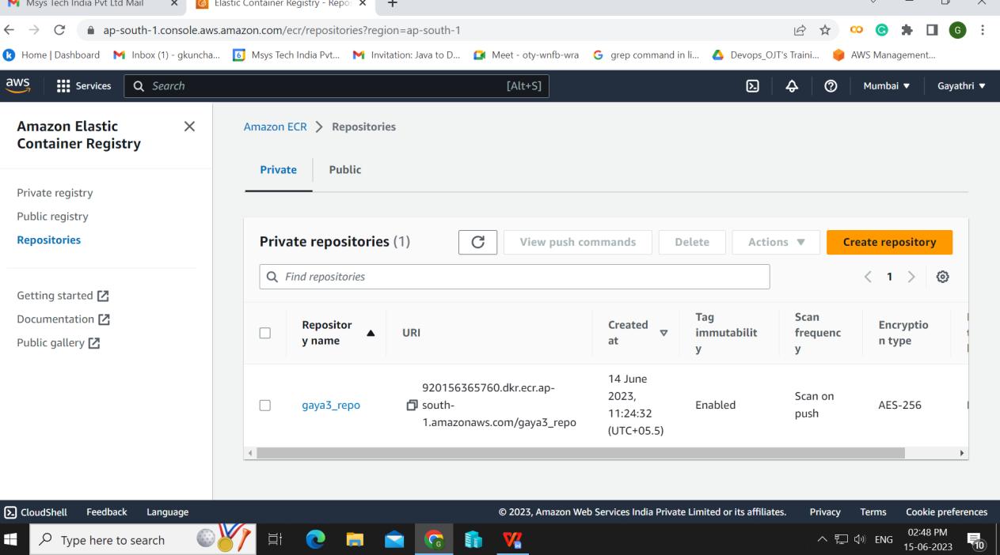 Msys Tech India Pvt Ltd Mail
Elastic Container Registry - Repos
ap-south-1.console.aws.amazon.com/ecr/repositories?region=ap-south-1
G
Home | Dashboard
Inbox (1) - gkuncha...
Msys Tech India Pvt...
Invitation: Java to D...
Meet - oty-wnfb-wra
grep command in li...
Devops_OJT's Traini...
AWS Management...
aws
Services
Search
[Alt+S]
Mumbai
Gayathri
Amazon Elastic
Container Registry
Private registry
Public registry
Repositories
Getting started
Documentation
Public gallery
Amazon ECR
Repositories
Private
Public
Private repositories (1)
View push commands
Delete
Actions
Create repository
Find repositories
1
Repositor
y name
URI
Created
at
Tag
immutabilit
y
Scan
frequenc
y
Encryptio
n type
gaya3_repo
920156365760.dkr.ecr.ap-
south-
1.amazonaws.com/gaya3_repo
14 June
2023,
11:24:32
(UTC+05.5)
Enabled
Scan on
push
AES-256
CloudShell
Feedback
Language
© 2023, Amazon Web Services India Private Limited or its affiliates.
Privacy
Terms
Cookie preferences
Type here to search
ENG
02:48 PM
15-06-2023
10